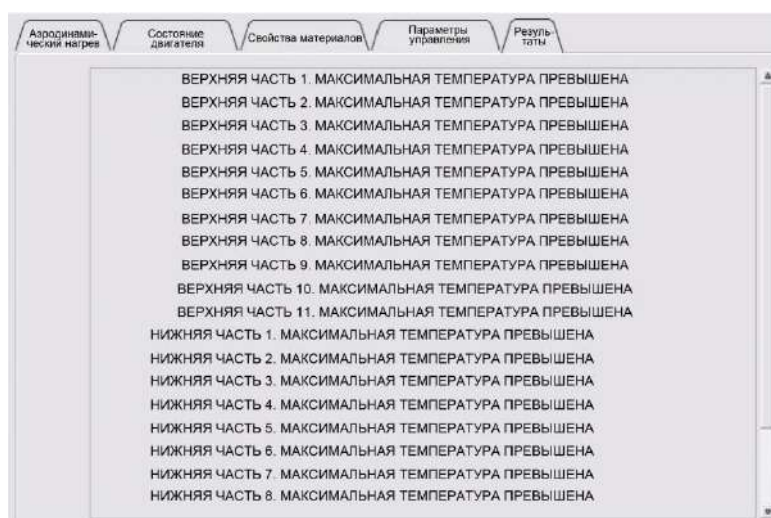 Аэродинами-
ческий нагрев
Состояние
двигателя
Свойства материалов
Параметры
управления
Резуль-
таты
ВЕРХНЯЯ ЧАСТЬ 1. МАКСИМАЛЬНАЯ ТЕМПЕРАТУРА ПРЕВЫШЕНА
ВЕРХНЯЯ ЧАСТЬ 2. МАКСИМАЛЬНАЯ ТЕМПЕРАТУРА ПРЕВЫШЕНА
ВЕРХНЯЯ ЧАСТЬ 3. МАКСИМАЛЬНАЯ ТЕМПЕРАТУРА ПРЕВЫШЕНА
ВЕРХНЯЯ ЧАСТЬ 4. МАКСИМАЛЬНАЯ ТЕМПЕРАТУРА ПРЕВЫШЕНА
ВЕРХНЯЯ ЧАСТЬ 5. МАКСИМАЛЬНАЯ ТЕМПЕРАТУРА ПРЕВЫШЕНА
ВЕРХНЯЯ ЧАСТЬ 6. МАКСИМАЛЬНАЯ ТЕМПЕРАТУРА ПРЕВЫШЕНА
ВЕРХНЯЯ ЧАСТЬ 7. МАКСИМАЛЬНАЯ ТЕМПЕРАТУРА ПРЕВЫШЕНА
ВЕРХНЯЯ ЧАСТЬ 8. МАКСИМАЛЬНАЯ ТЕМПЕРАТУРА ПРЕВЫШЕНА
ВЕРХНЯЯ ЧАСТЬ 9. МАКСИМАЛЬНАЯ ТЕМПЕРАТУРА ПРЕВЫШЕНА
ВЕРХНЯЯ ЧАСТЬ 10. МАКСИМАЛЬНАЯ ТЕМПЕРАТУРА ПРЕВЫШЕНА
ВЕРХНЯЯ ЧАСТЬ 11. МАКСИМАЛЬНАЯ ТЕМПЕРАТУРА ПРЕВЫШЕНА
НИЖНЯЯ ЧАСТЬ 1. МАКСИМАЛЬНАЯ ТЕМПЕРАТУРА ПРЕВЫШЕНА
НИЖНЯЯ ЧАСТЬ 2. МАКСИМАЛЬНАЯ ТЕМПЕРАТУРА ПРЕВЫШЕНА
НИЖНЯЯ ЧАСТЬ 3. МАКСИМАЛЬНАЯ ТЕМПЕРАТУРА ПРЕВЫШЕНА
НИЖНЯЯ ЧАСТЬ 4. МАКСИМАЛЬНАЯ ТЕМПЕРАТУРА ПРЕВЫШЕНА
НИЖНЯЯ ЧАСТЬ 5. МАКСИМАЛЬНАЯ ТЕМПЕРАТУРА ПРЕВЫШЕНА
НИЖНЯЯ ЧАСТЬ 6. МАКСИМАЛЬНАЯ ТЕМПЕРАТУРА ПРЕВЫШЕНА
НИЖНЯЯ ЧАСТЬ 7. МАКСИМАЛЬНАЯ ТЕМПЕРАТУРА ПРЕВЫШЕНА
НИЖНЯЯ ЧАСТЬ 8. МАКСИМАЛЬНАЯ ТЕМПЕРАТУРА ПРЕВЫШЕНА